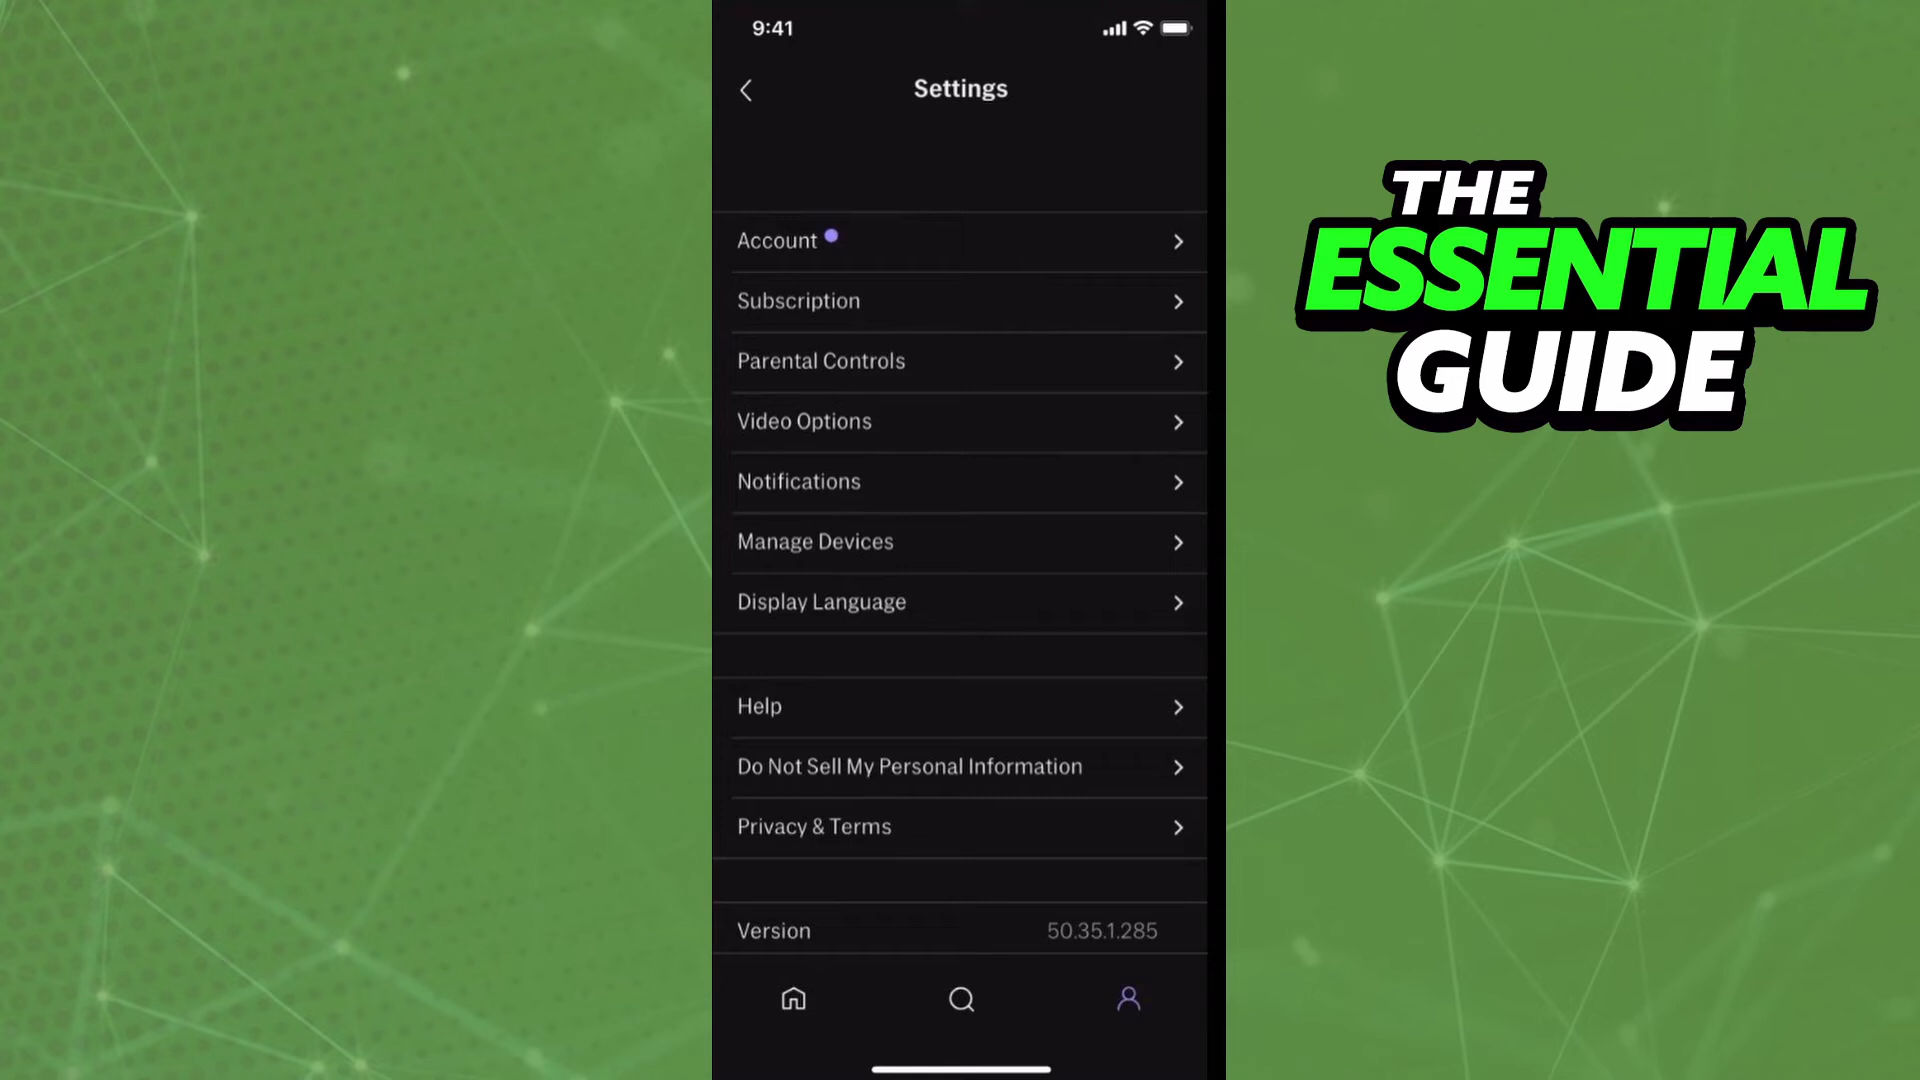 9:41
Settings
Account
Subscription
Parental Controls
Video Options
Notifications
Manage Devices
Display Language
Help
Do Not Sell My Personal Information
Privacy & Terms
Version 50.35.1.285
THE
ESSENTIAL
GUIDE